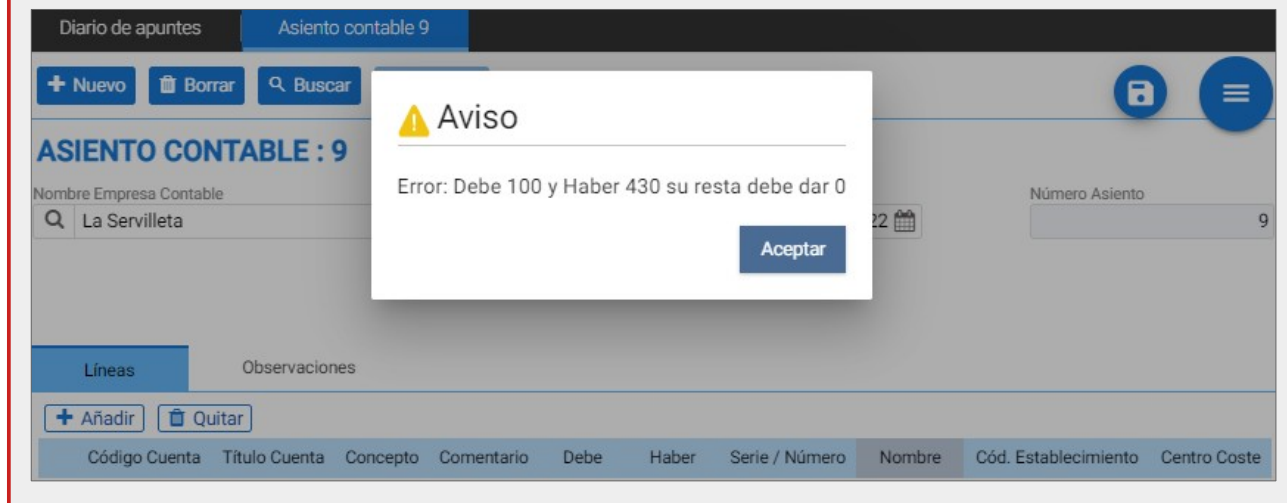 Diario de apuntes Asiento contable 9
Nuevo Borrar Buscar
Aviso
ASIENTO CONTABLE : 9
Error: Debe 100 y Haber 430 su resta debe dar 0
Nombre Empresa Contable Número Asiento
La Servilleta 22 9
Aceptar
Líneas Observaciones
Añadir Quitar
Código Cuenta Título Cuenta Concepto Comentario Debe Haber Serie / Número Nombre Cód. Establecimiento Centro Coste